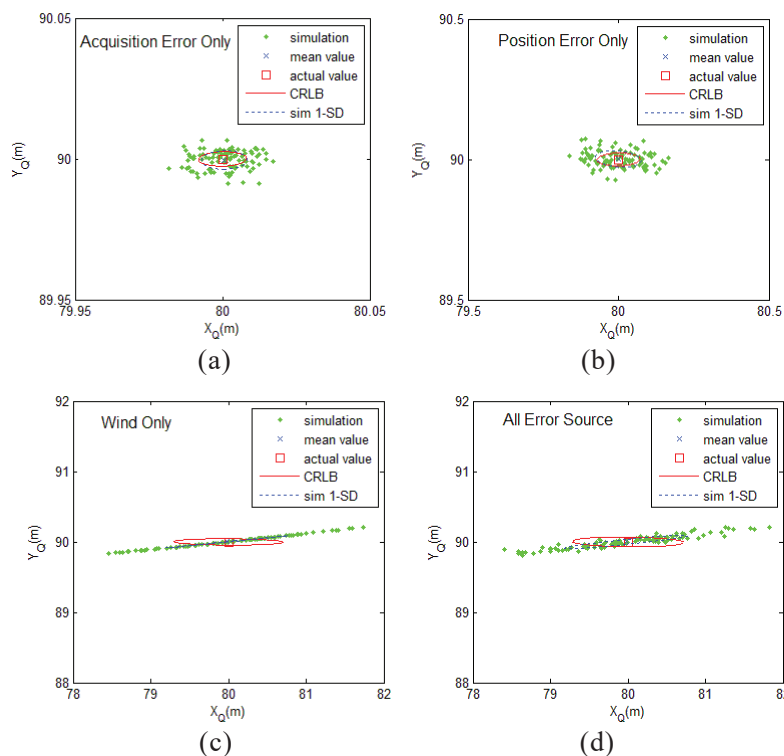 90.05
Acquisition Error Only
simulation
mean value
actual value
CRLB
sim 1-SD
Y_Q(m)
90
89.95
79.95
80
80.05
X_Q(m)
(a)
90.5
Position Error Only
simulation
mean value
actual value
CRLB
sim 1-SD
Y_Q(m)
90
89.5
79.5
80
80.5
X_Q(m)
(b)
92
Wind Only
simulation
mean value
actual value
CRLB
sim 1-SD
91
Y_Q(m)
90
89
88
78
79
80
81
82
X_Q(m)
(c)
92
All Error Source
simulation
mean value
actual value
CRLB
sim 1-SD
91
Y_Q(m)
90
89
88
78
79
80
81
X_Q(m)
(d)